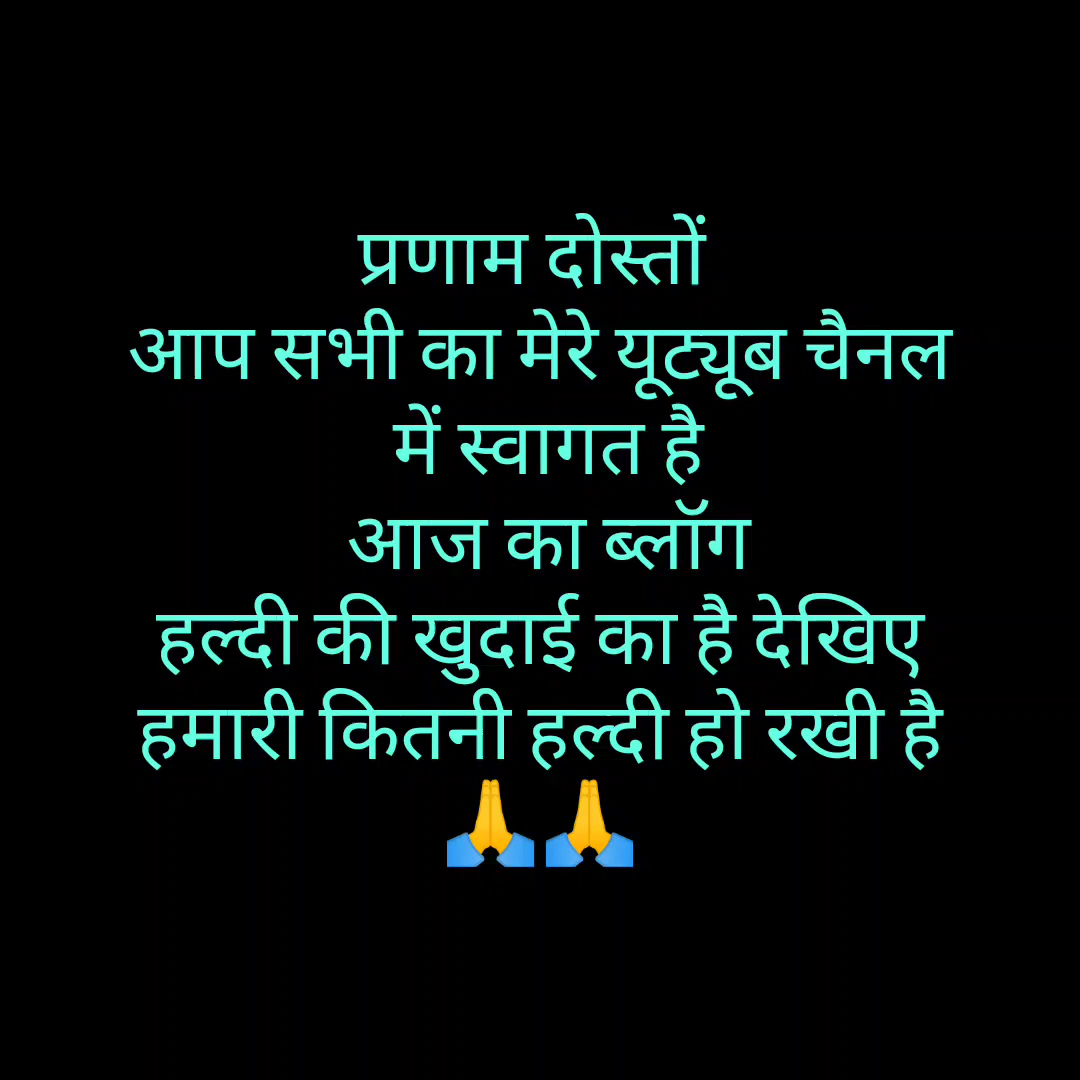 प्रणाम दोस्तों
आप सभी का मेरे यूट्यूब चैनल
में स्वागत है
आज का ब्लॉग
हल्दी की खुदाई का है देखिए
हमारी कितनी हल्दी हो रखी है
🙏🙏